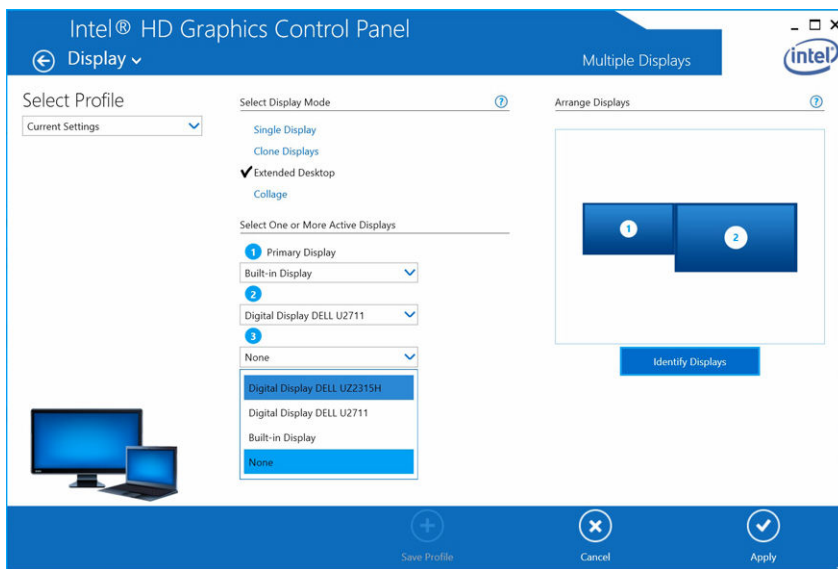 Intel® HD Graphics Control Panel
Display
Multiple Displays
intel
Select Profile
Current Settings
Select Display Mode
?
Single Display
Clone Displays
Extended Desktop
Collage
Select One or More Active Displays
1 Primary Display
Built-in Display
2
Digital Display DELL U2711
3
None
Digital Display DELL UZ2315H
Digital Display DELL U2711
Built-in Display
None
Arrange Displays
?
1
2
Identify Displays
Save Profile
Cancel
Apply